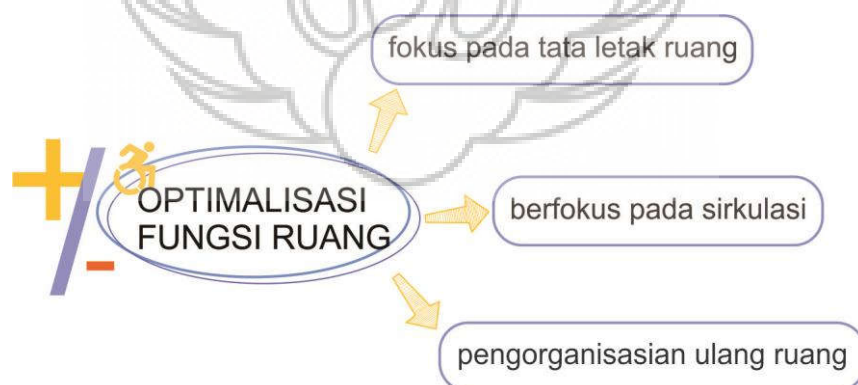 fokus pada tata letak ruang
OPTIMALISASI
FUNGSI RUANG
berfokus pada sirkulasi
pengorganisasian ulang ruang